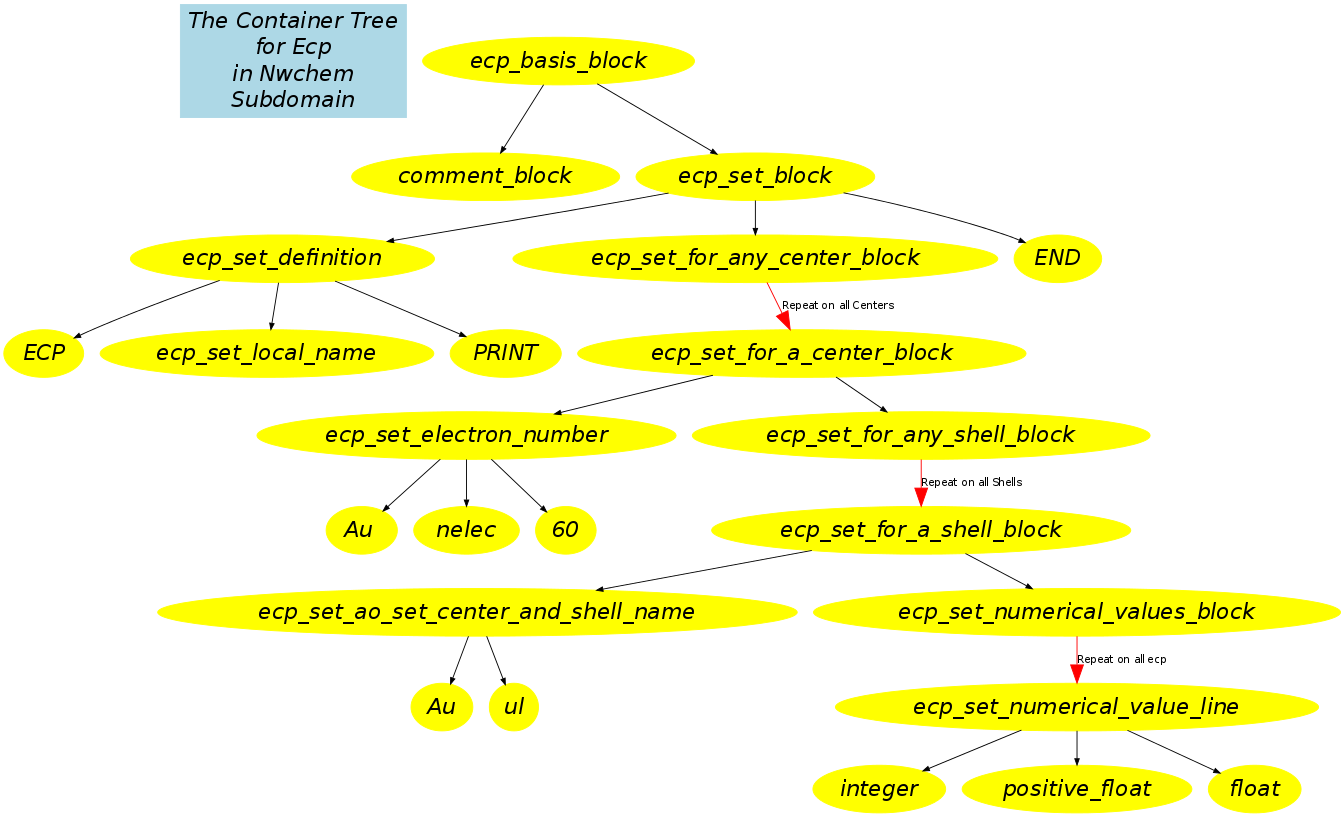 The Container Tree
for Ecp
in Nwchem
Subdomain
ecp_basis_block
comment_block
ecp_set_block
ecp_set_definition
ecp_set_for_any_center_block
END
Repeat on all Centers
ECP
ecp_set_local_name
PRINT
ecp_set_for_a_center_block
ecp_set_electron_number
ecp_set_for_any_shell_block
Repeat on all Shells
Au
nelec
60
ecp_set_for_a_shell_block
ecp_set_ao_set_center_and_shell_name
ecp_set_numerical_values_block
Repeat on all ecp
Au
ul
ecp_set_numerical_value_line
integer
positive_float
float